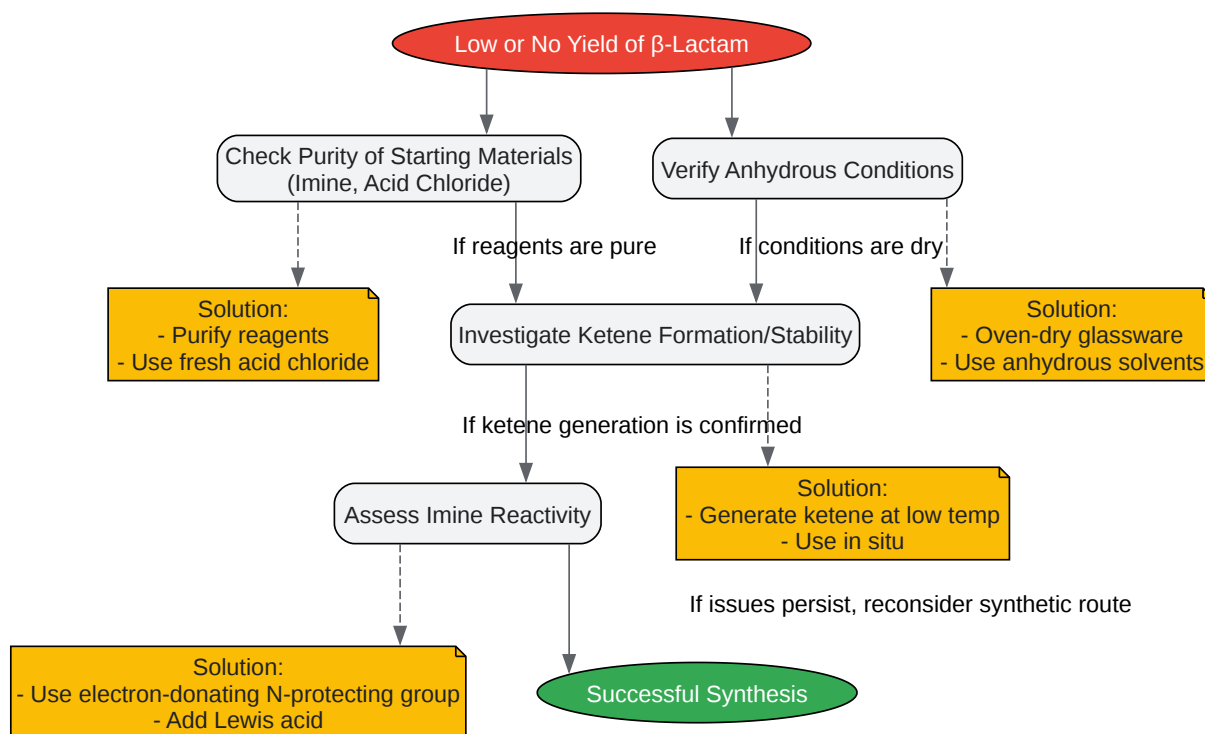 Low or No Yield of β-Lactam
Check Purity of Starting Materials
(Imine, Acid Chloride)
Verify Anhydrous Conditions
If reagents are pure
If conditions are dry
Solution:
- Purify reagents
- Use fresh acid chloride
Investigate Ketene Formation/Stability
Solution:
- Oven-dry glassware
- Use anhydrous solvents
If ketene generation is confirmed
Assess Imine Reactivity
Solution:
- Generate ketene at low temp
- Use in situ
If issues persist, reconsider synthetic route
Solution:
- Use electron-donating N-protecting group
- Add Lewis acid
Successful Synthesis